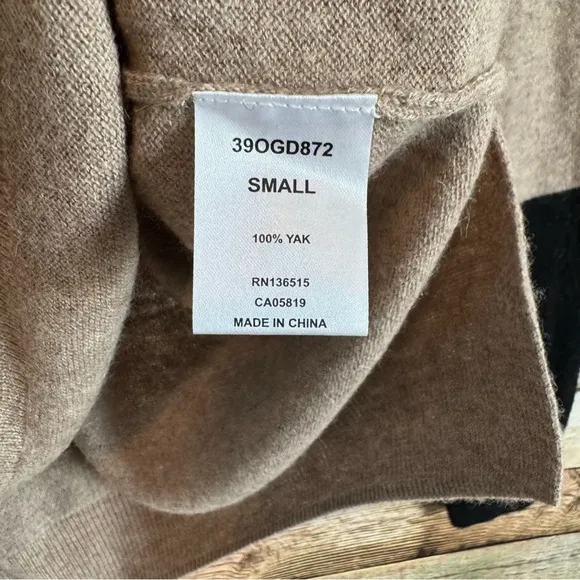 39OGD872
SMALL
100% YAK
RN136515
CA05819
MADE IN CHINA